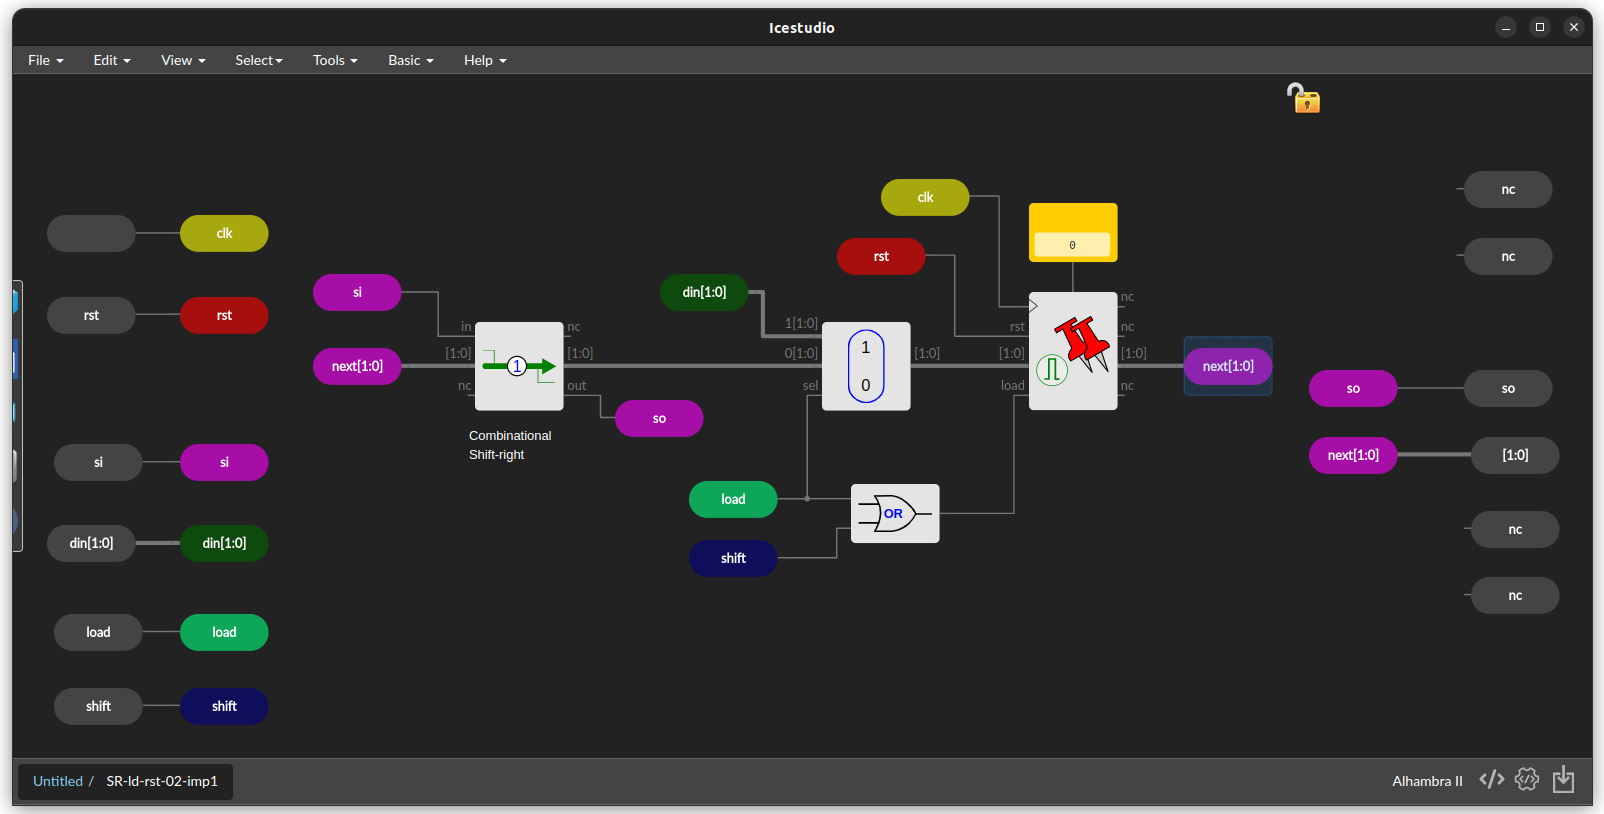 Icestudio
File Edit View Select Tools Basic Help
nc
clk
nc
clk
0
rst
rst
rst
si
din[1:0]
nc
in
nc
1[1:0]
rst
nc
1
next[1:0]
[1:0]
1
[1:0]
0[1:0]
[1:0]
[1:0]
[1:0]
next[1:0]
nc
out
sel
0
load
nc
so
so
so
Combinational
Shift-right
next[1:0]
[1:0]
si
si
load
OR
nc
din[1:0]
din[1:0]
shift
nc
load
load
shift
shift
Untitled / SR-ld-rst-02-imp1
Alhambra II